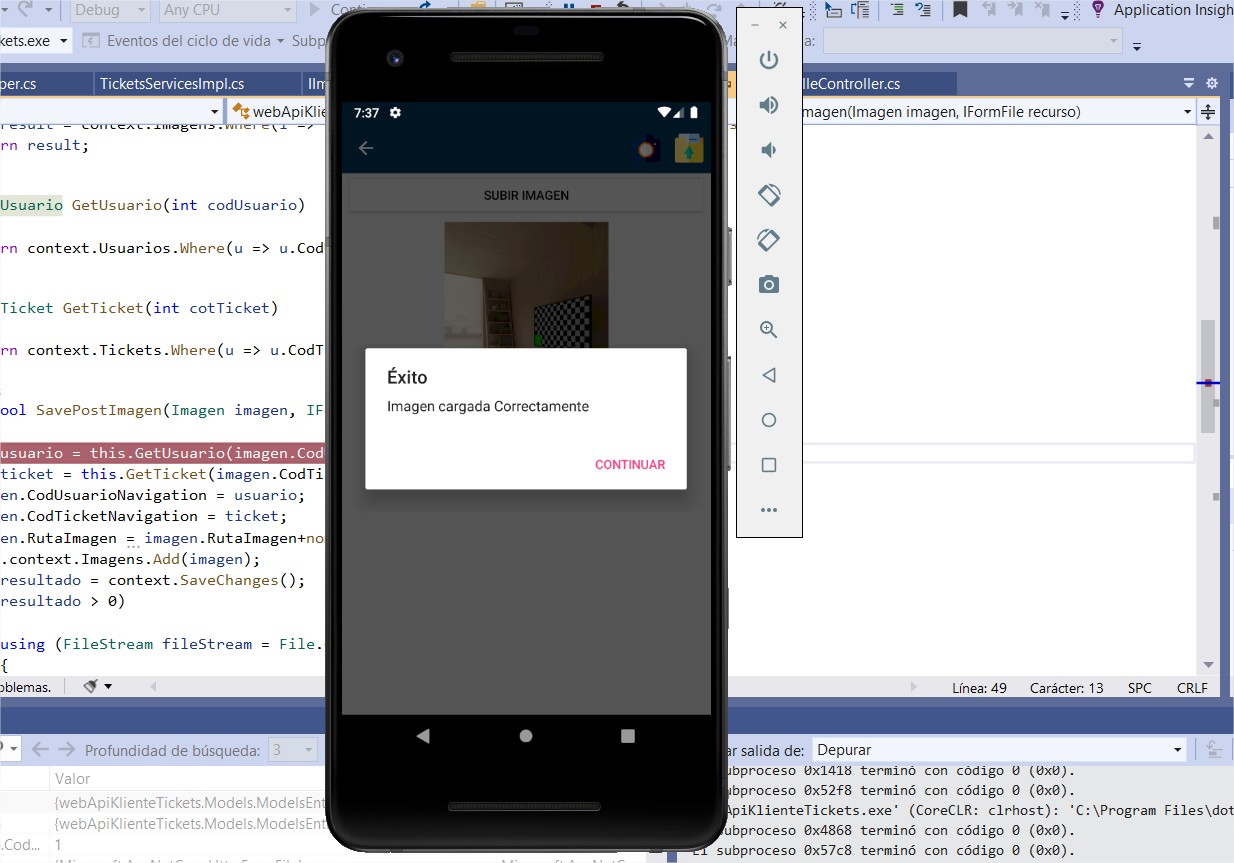 Debug
Any CPU
Application Insigh
kets.exe
Eventos del ciclo de vida
Subp
a:
per.cs
TicketsServicesImpl.cs
lleController.cs
webApiKlie
magen(Imagen imagen, IFormFile recurso)
result = context.Imagens.Where(i =>
rn result;
Usuario GetUsuario(int codUsuario)
rn context.Usuarios.Where(u => u.Cod
Ticket GetTicket(int cotTicket)
rn context.Tickets.Where(u => u.CodT
ool SavePostImagen(Imagen imagen, IF
usuario = this.GetUsuario(imagen.Cod
ticket = this.GetTicket(imagen.CodTi
en.CodUsuarioNavigation = usuario;
en.CodTicketNavigation = ticket;
en.RutaImagen = imagen.RutaImagen+no
.context.Imagens.Add(imagen);
resultado = context.SaveChanges();
resultado > 0)
using (FileStream fileStream = File.
{
oblemas.
Línea: 49
Carácter: 13
SPC
CRLF
7:37
SUBIR IMAGEN
Éxito
Imagen cargada Correctamente
CONTINUAR
Profundidad de búsqueda:
3
Valor
{webApiKlienteTickets.Models.ModelsEnt
{webApiKlienteTickets.Models.ModelsEnt
.Cod...
1
ar salida de:
Depurar
subproceso 0x1418 terminó con código 0 (0x0).
subproceso 0x52f8 terminó con código 0 (0x0).
ApiKlienteTickets.exe' (CoreCLR: clrhost): 'C:\Program Files\dot
subproceso 0x4868 terminó con código 0 (0x0).
El subproceso 0x57c8 terminó con código 0 (0x0).